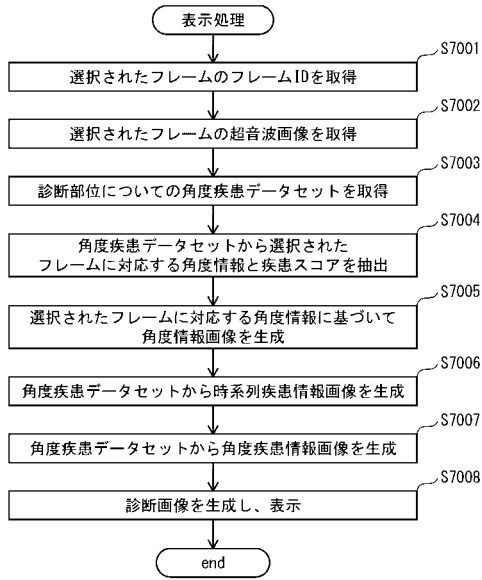 表示処理
S7001
選択されたフレームのフレームIDを取得
S7002
選択されたフレームの超音波画像を取得
S7003
診断部位についての角度疾患データセットを取得
S7004
角度疾患データセットから選択された
フレームに対応する角度情報と疾患スコアを抽出
S7005
選択されたフレームに対応する角度情報に基づいて
角度情報画像を生成
S7006
角度疾患データセットから時系列疾患情報画像を生成
S7007
角度疾患データセットから角度疾患情報画像を生成
S7008
診断画像を生成し、表示
end